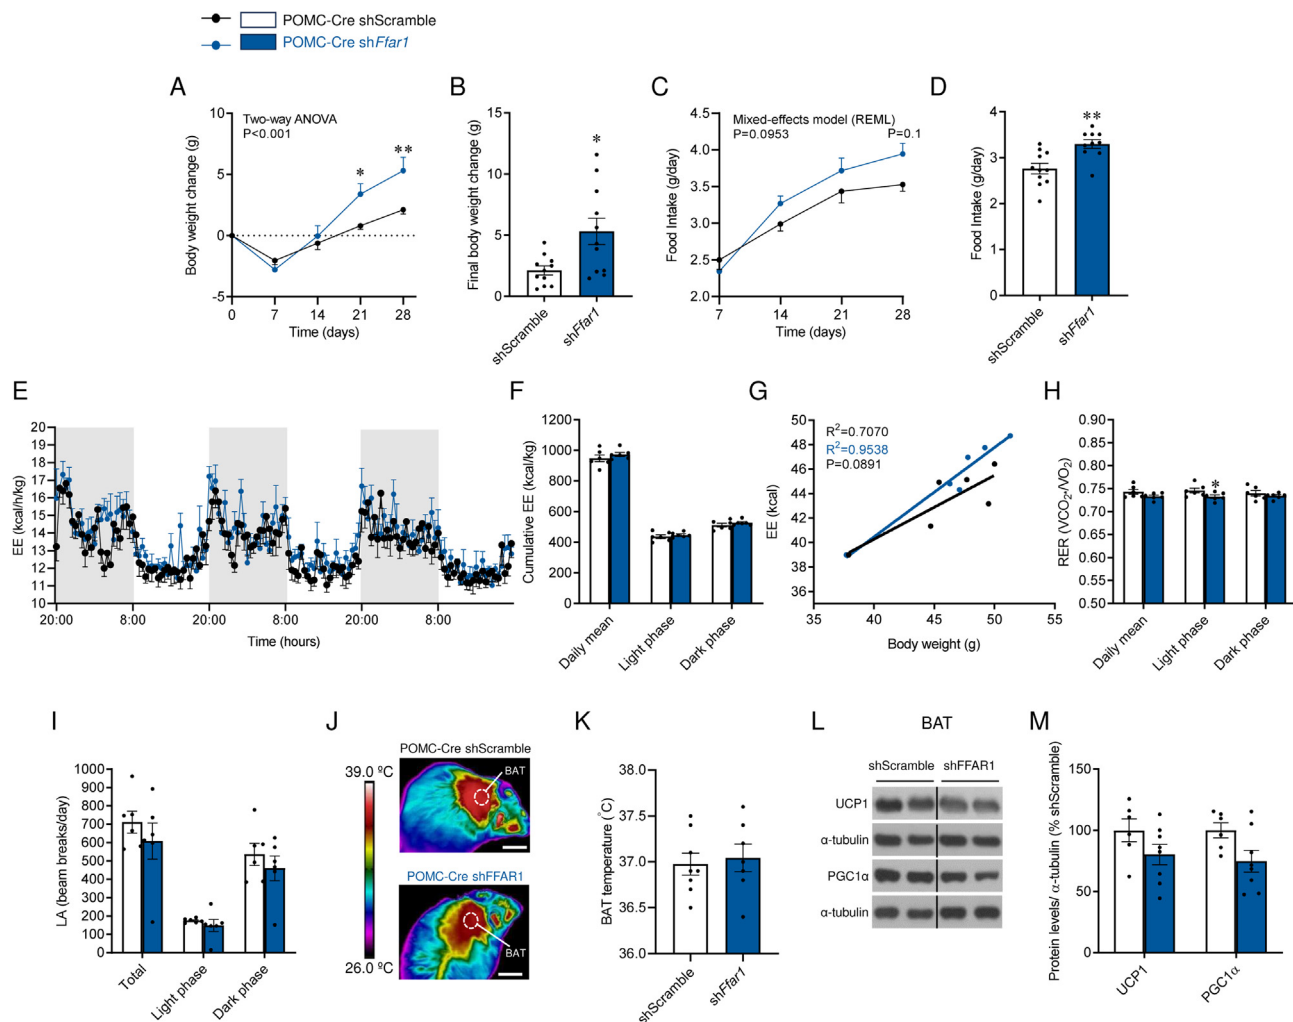 POMC-Cre shScramble
POMC-Cre shFfar1
A
Two-way ANOVA
P<0.001
*
**
Body weight change (g)
10
5
0
-5
0 7 14 21 28
Time (days)
B
*
Final body weight change (g)
15
10
5
0
-5
shScramble
shFfar1
C
Mixed-effects model (REML)
P=0.0953
P=0.1
Food Intake (g/day)
4.5
4.0
3.5
3.0
2.5
2.0
7 14 21 28
Time (days)
D
**
Food Intake (g/day)
4
3
2
1
0
shScramble
shFfar1
E
EE (kcal/h/kg)
20
19
18
17
16
15
14
13
12
11
10
20:00 8:00 20:00 8:00 20:00 8:00
Time (hours)
F
Cumulative EE (kcal/kg)
1200
1000
800
600
400
200
0
Daily mean
Light phase
Dark phase
G
R²=0.7070
R²=0.9538
P=0.0891
EE (kcal)
48
45
42
39
36
35 40 45 50 55
Body weight (g)
H
*
RER (VCO₂/VO₂)
0.90
0.85
0.80
0.75
0.70
0.65
0.60
0.55
0.50
Daily mean
Light phase
Dark phase
I
LA (beam breaks/day)
1000
900
800
700
600
500
400
300
200
100
0
Total
Light phase
Dark phase
J
39.0 ºC
26.0 ºC
POMC-Cre shScramble
BAT
POMC-Cre shFFAR1
BAT
K
BAT temperature (°C)
38.0
37.5
37.0
36.5
36.0
shScramble
shFfar1
L
BAT
shScramble shFFAR1
UCP1
α-tubulin
PGC1α
α-tubulin
M
Protein levels/ α-tubulin (% shScramble)
150
100
50
0
UCP1
PGC1α